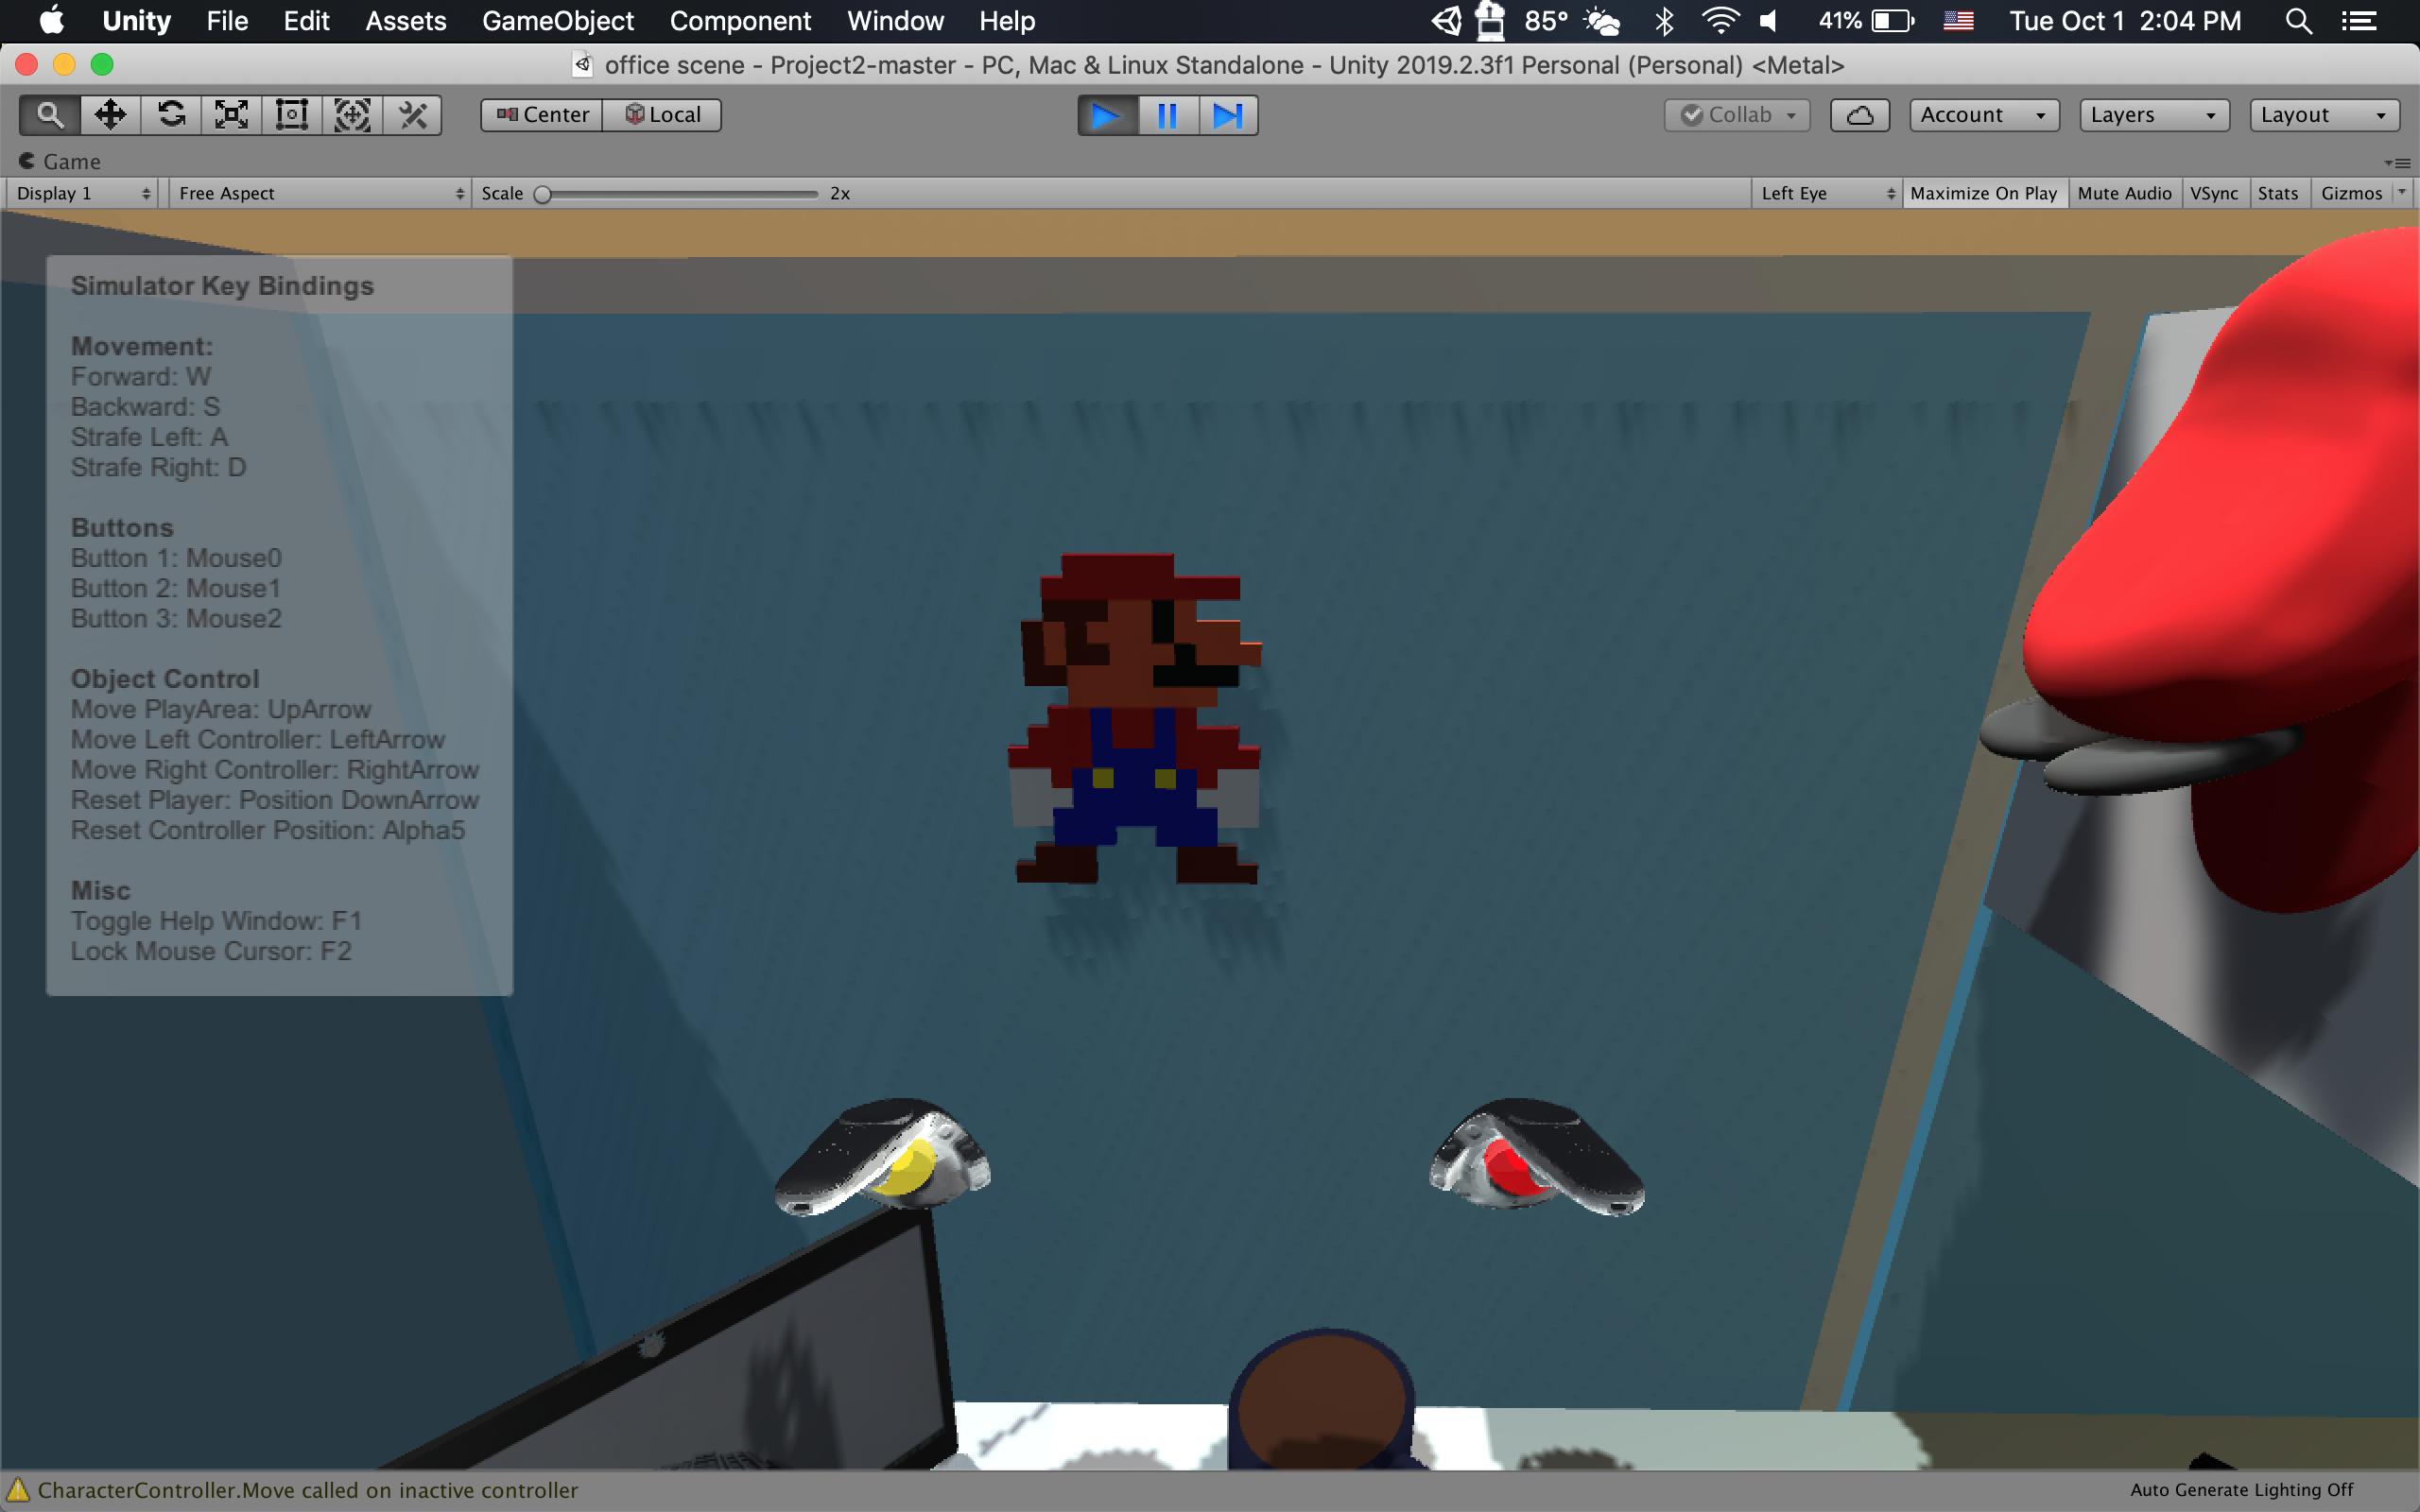 Unity File Edit Assets GameObject Component Window Help 85° 41% Tue Oct 1 2:04 PM
office scene - Project2-master - PC, Mac & Linux Standalone - Unity 2019.2.3f1 Personal (Personal) <Metal>
Center Local Collab Account Layers Layout
Game
Display 1 Free Aspect Scale 2x Left Eye Maximize On Play Mute Audio VSync Stats Gizmos
Simulator Key Bindings
Movement:
Forward: W
Backward: S
Strafe Left: A
Strafe Right: D
Buttons
Button 1: Mouse0
Button 2: Mouse1
Button 3: Mouse2
Object Control
Move PlayArea: UpArrow
Move Left Controller: LeftArrow
Move Right Controller: RightArrow
Reset Player: Position DownArrow
Reset Controller Position: Alpha5
Misc
Toggle Help Window: F1
Lock Mouse Cursor: F2
CharacterController.Move called on inactive controller
Auto Generate Lighting Off